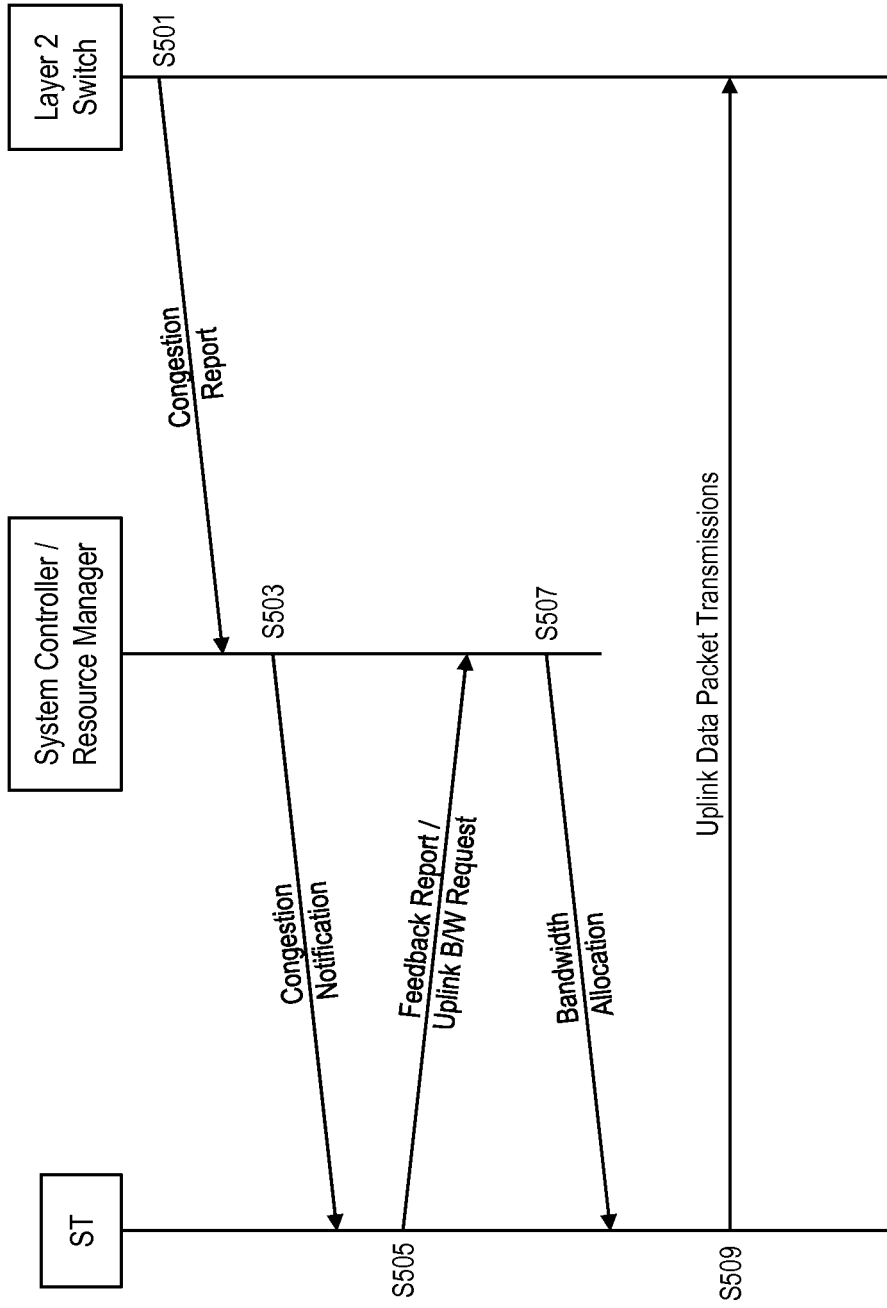 ST
System Controller /
Resource Manager
Layer 2
Switch
S501
Congestion
Report
S503
Congestion
Notification
S505
Feedback Report /
Uplink B/W Request
S507
Bandwidth
Allocation
S509
Uplink Data Packet Transmissions